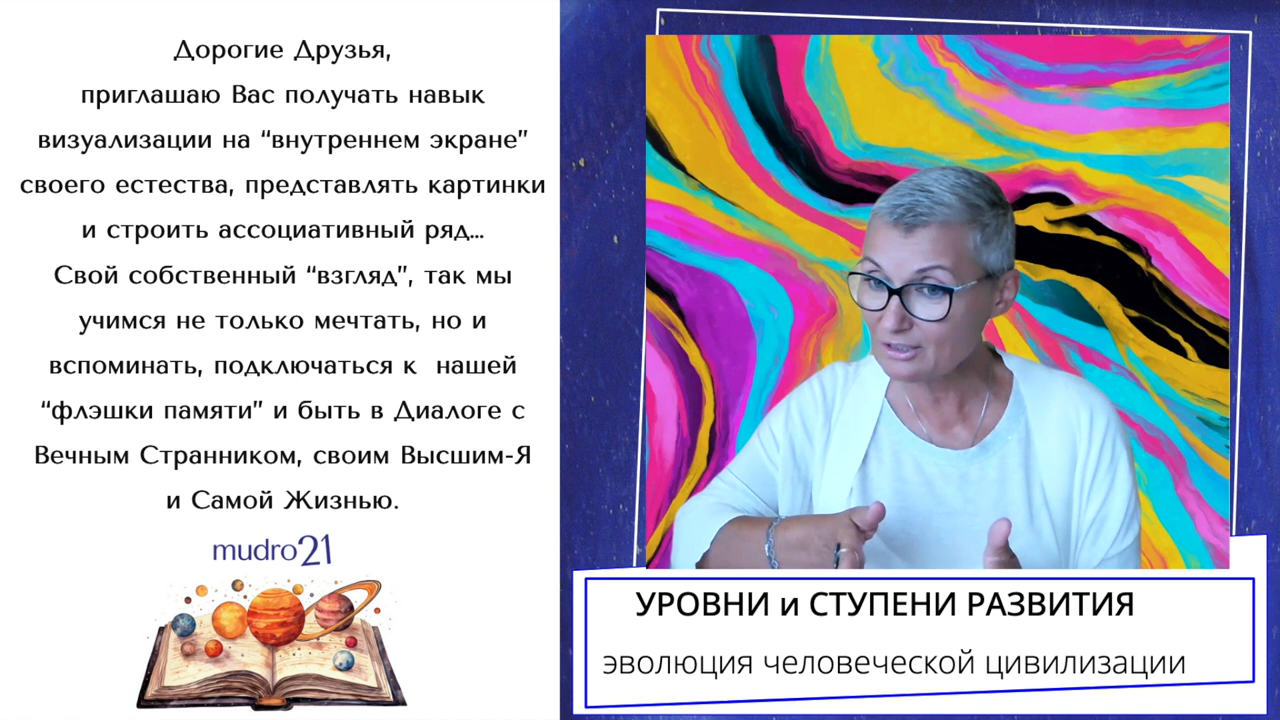 Дорогие Друзья,
приглашаю Вас получать навык
визуализации на “внутреннем экране”
своего естества, представлять картинки
и строить ассоциативный ряд...
Свой собственный “взгляд”, так мы
учимся не только мечтать, но и
вспоминать, подключаться к нашей
“флэшки памяти” и быть в Диалоге с
Вечным Странником, своим Высшим-Я
и Самой Жизнью.
mudro21
УРОВНИ и СТУПЕНИ РАЗВИТИЯ
эволюция человеческой цивилизации